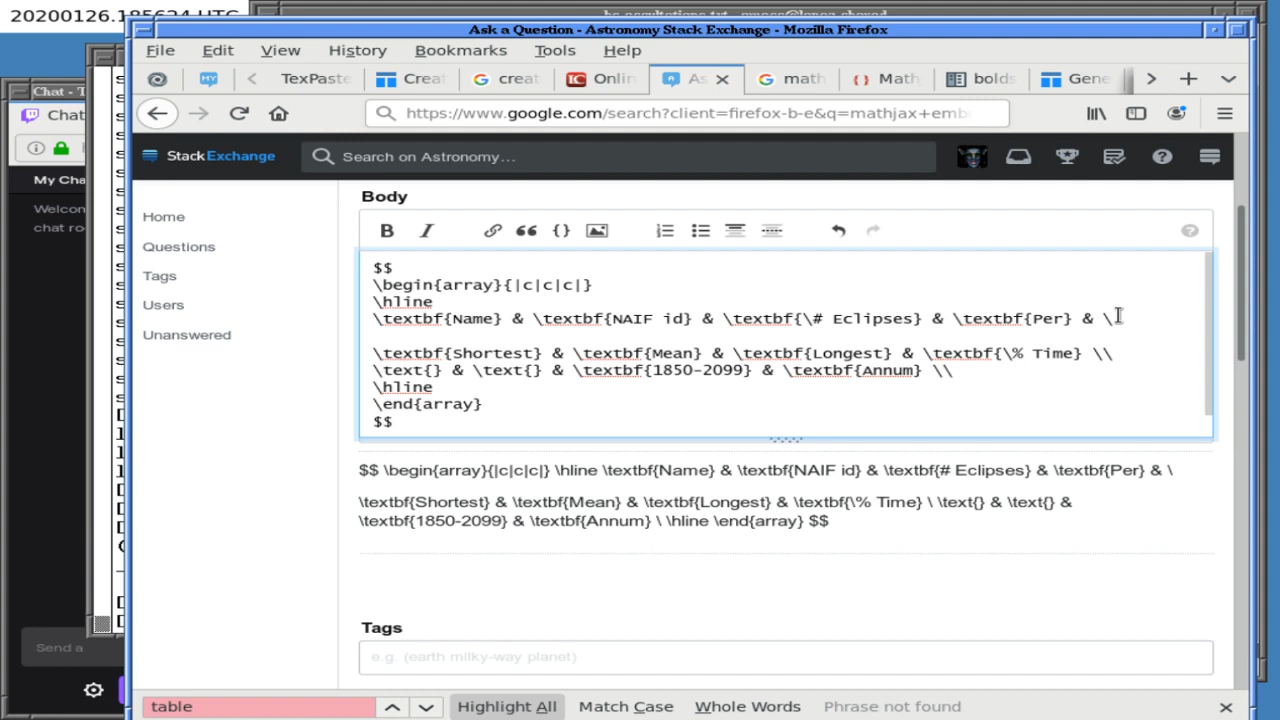 20200126.185624 UTC
Ask a Question - Astronomy Stack Exchange - Mozilla Firefox
File Edit View History Bookmarks Tools Help
MY TexPaste Creat creat Onlin As math Math bolds Gene
https://www.google.com/search?client=firefox-b-e&q=mathjax+emb
Chat - T
Chat
StackExchange Search on Astronomy...
My Cha
Welcon
chat ro
Body
Home
Questions
Tags
Users
Unanswered
B I
$$
\begin{array}{|c|c|c|}
\hline
\textbf{Name} & \textbf{NAIF id} & \textbf{\# Eclipses} & \textbf{Per} & \
\textbf{Shortest} & \textbf{Mean} & \textbf{Longest} & \textbf{\% Time} \\
\text{} & \text{} & \textbf{1850-2099} & \textbf{Annum} \\
\hline
\end{array}
$$
$$ \begin{array}{|c|c|c|} \hline \textbf{Name} & \textbf{NAIF id} & \textbf{# Eclipses} & \textbf{Per} & \
\textbf{Shortest} & \textbf{Mean} & \textbf{Longest} & \textbf{\% Time} \ \text{} & \text{} &
\textbf{1850-2099} & \textbf{Annum} \ \hline \end{array} $$
Tags
e.g. (earth milky-way planet)
Send a
table Highlight All Match Case Whole Words Phrase not found